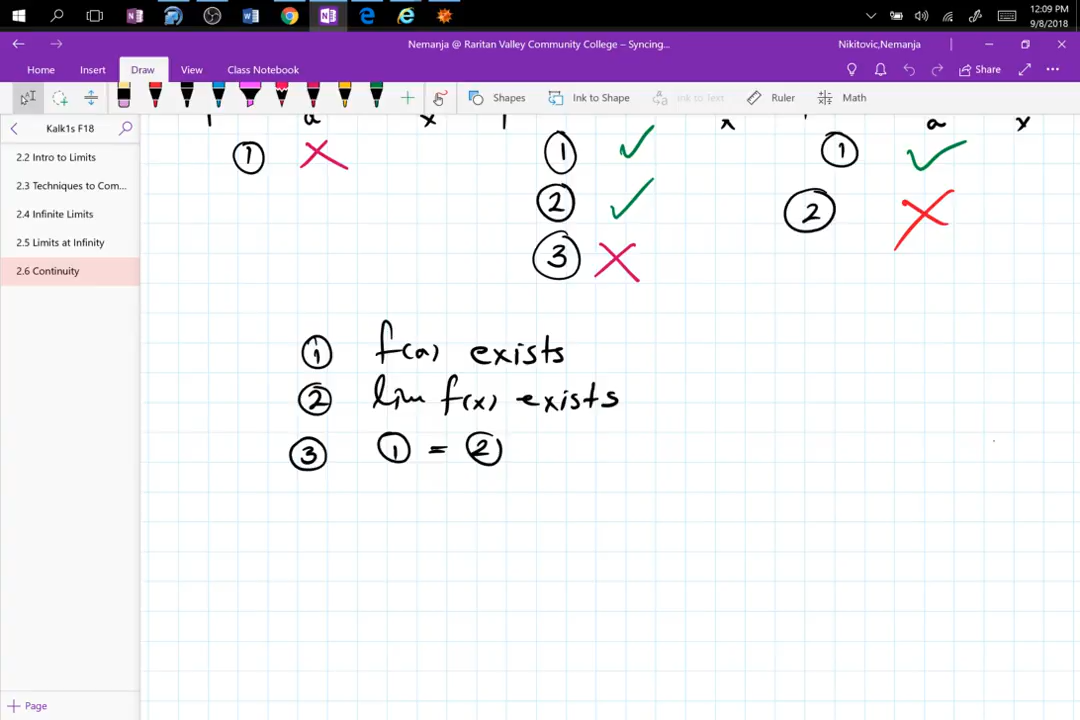 12:09 PM
9/8/2018
Nemanja @ Raritan Valley Community College – Syncing...
Nikitovic,Nemanja
Home Insert Draw View Class Notebook
Share
Shapes Ink to Shape Ink to Text Ruler Math
Kalk1s F18
2.2 Intro to Limits
2.3 Techniques to Com...
2.4 Infinite Limits
2.5 Limits at Infinity
2.6 Continuity
+ Page
a x x a x
① ① ①
② ②
③
① f(a) exists
② lim f(x) exists
③ ① = ②